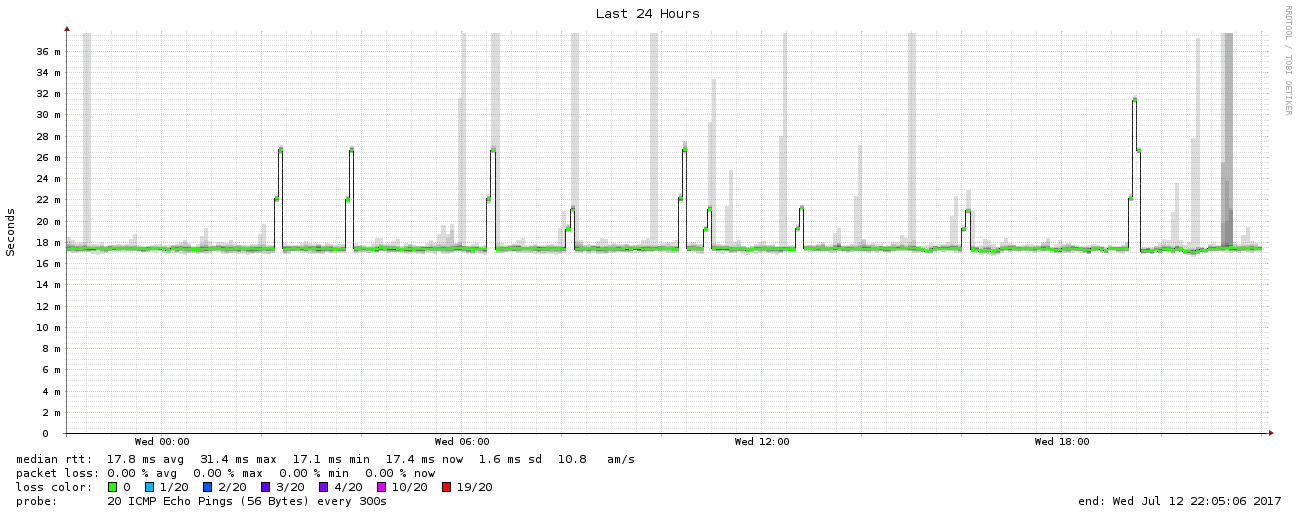 Last 24 Hours
RRDTOOL / TOBI OETIKER
Seconds
36 m
34 m
32 m
30 m
28 m
26 m
24 m
22 m
20 m
18 m
16 m
14 m
12 m
10 m
8 m
6 m
4 m
2 m
0
Wed 00:00 Wed 06:00 Wed 12:00 Wed 18:00
median rtt: 17.8 ms avg 31.4 ms max 17.1 ms min 17.4 ms now 1.6 ms sd 10.8 am/s
packet loss: 0.00 % avg 0.00 % max 0.00 % min 0.00 % now
loss color: 0 1/20 2/20 3/20 4/20 10/20 19/20
probe: 20 ICMP Echo Pings (56 Bytes) every 300s end: Wed Jul 12 22:05:06 2017